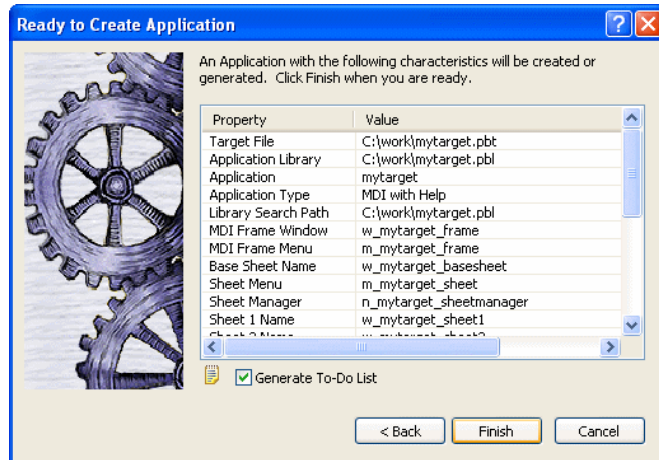 Ready to Create Application
An Application with the following characteristics will be created or
generated. Click Finish when you are ready.
Property Value
Target File C:\work\mytarget.pbt
Application Library C:\work\mytarget.pbl
Application mytarget
Application Type MDI with Help
Library Search Path C:\work\mytarget.pbl
MDI Frame Window w_mytarget_frame
MDI Frame Menu m_mytarget_frame
Base Sheet Name w_mytarget_basesheet
Sheet Menu m_mytarget_sheet
Sheet Manager n_mytarget_sheetmanager
Sheet 1 Name w_mytarget_sheet1
Generate To-Do List
< Back Finish Cancel